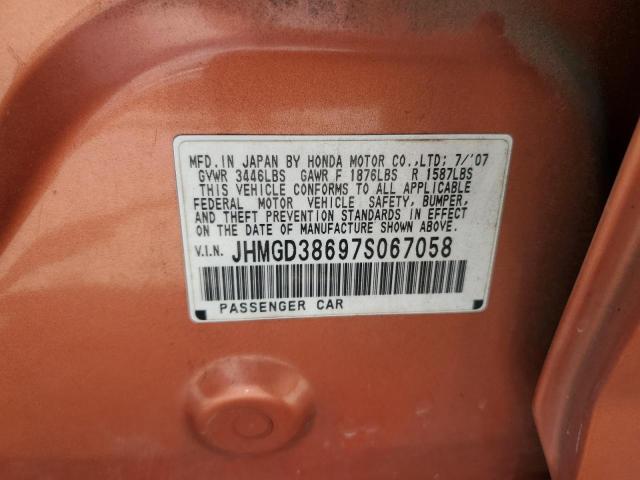 MFD. IN JAPAN BY HONDA MOTOR CO.,LTD; 7/'07
GVWR 3446LBS GAWR F 1876LBS R 1587LBS
THIS VEHICLE CONFORMS TO ALL APPLICABLE
FEDERAL MOTOR VEHICLE SAFETY, BUMPER,
AND THEFT PREVENTION STANDARDS IN EFFECT
ON THE DATE OF MANUFACTURE SHOWN ABOVE.
V.I.N. JHMGD38697S067058
PASSENGER CAR